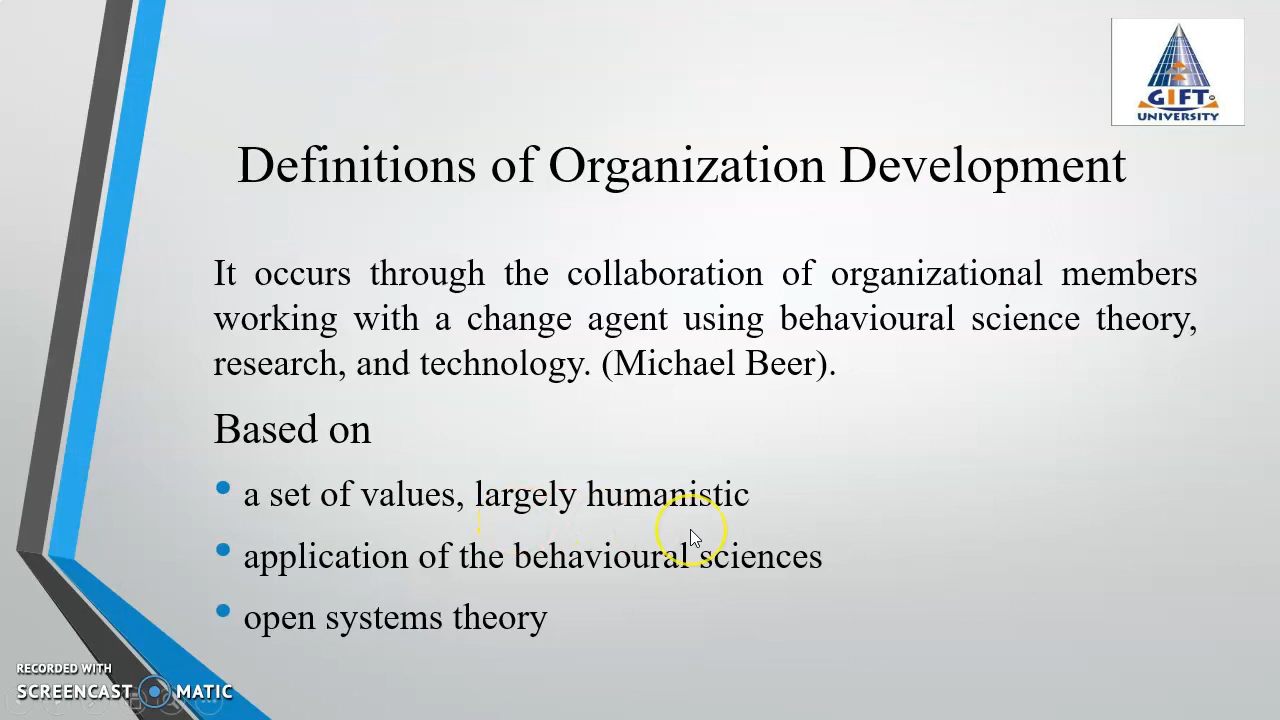 GIFT
UNIVERSITY
Definitions of Organization Development
It occurs through the collaboration of organizational members
working with a change agent using behavioural science theory,
research, and technology. (Michael Beer).
Based on
• a set of values, largely humanistic
• application of the behavioural sciences
• open systems theory
RECORDED WITH
SCREENCAST MATIC